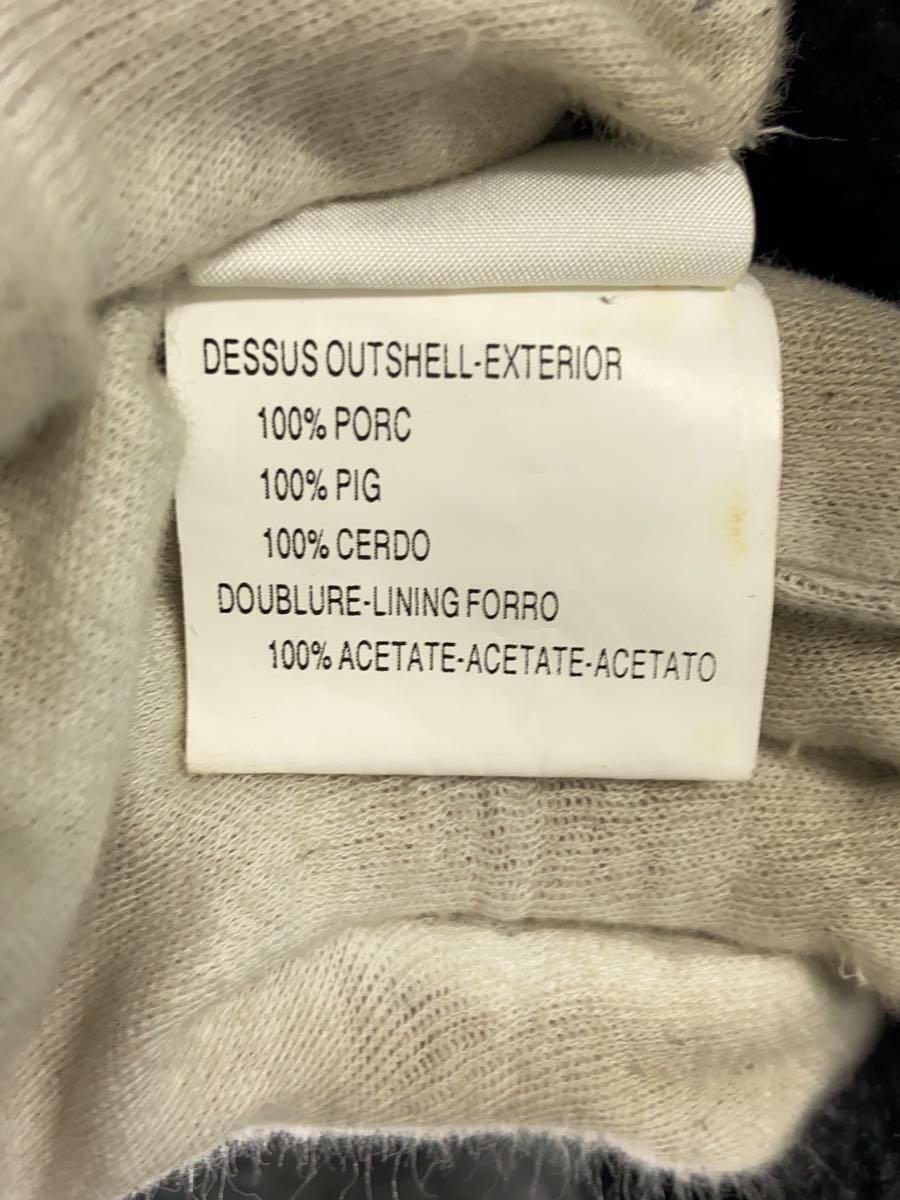 DESSUS OUTSHELL-EXTERIOR
100% PORC
100% PIG
100% CERDO
DOUBLURE-LINING FORRO
100% ACETATE-ACETATE-ACETATO